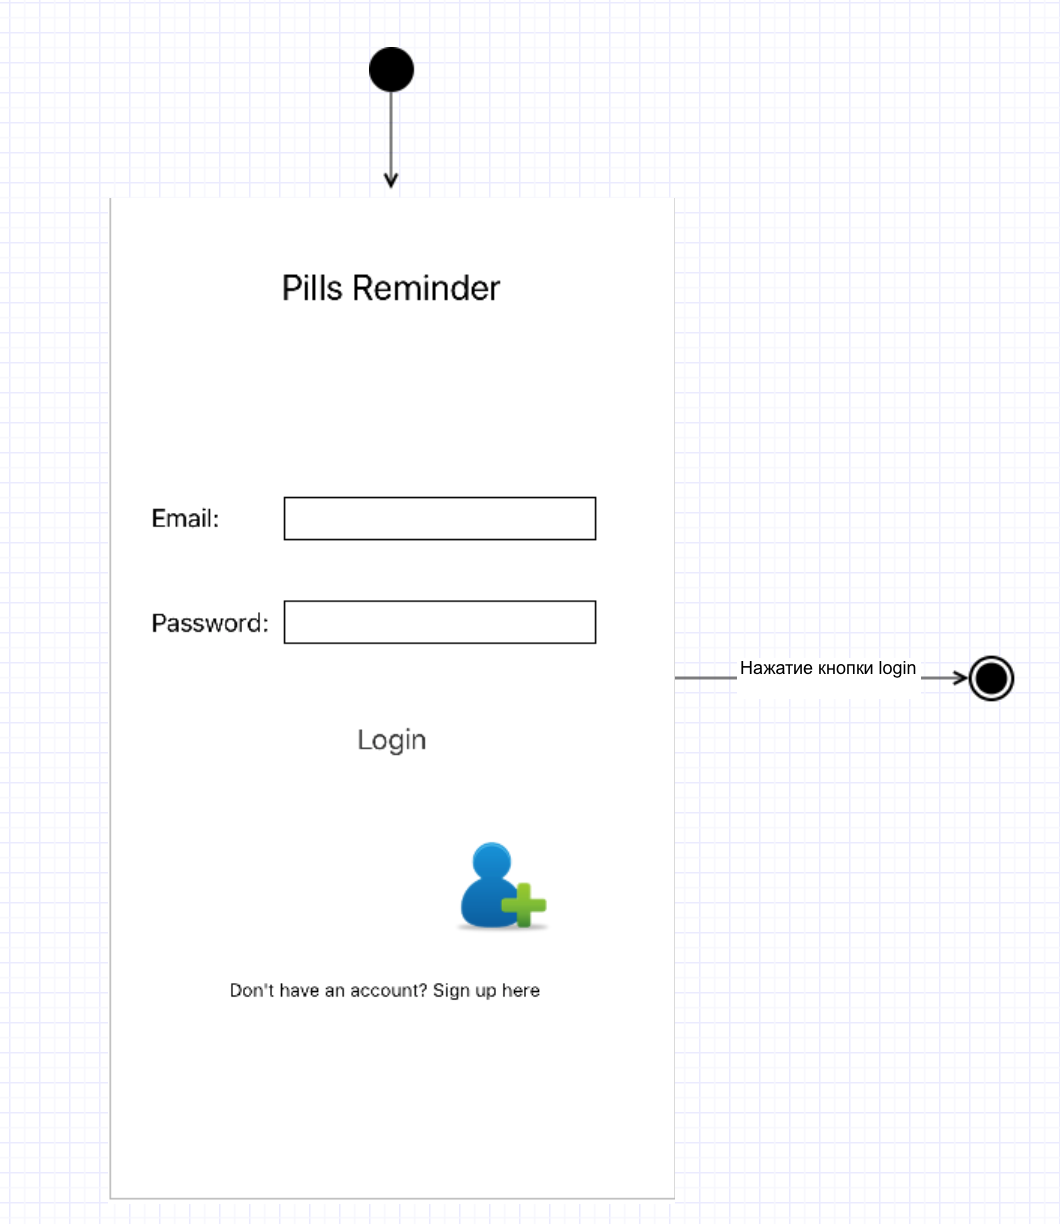 Pills Reminder
Email:
Password:
Нажатие кнопки login
Login
Don't have an account? Sign up here